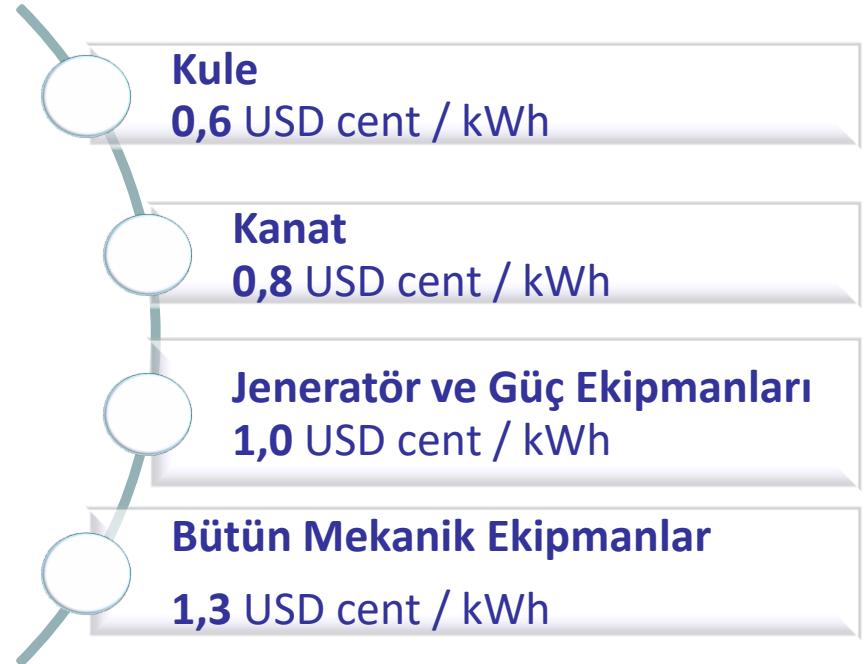 Kule
0,6 USD cent / kWh
Kanat
0,8 USD cent / kWh
Jeneratör ve Güç Ekipmanları
1,0 USD cent / kWh
Bütün Mekanik Ekipmanlar
1,3 USD cent / kWh